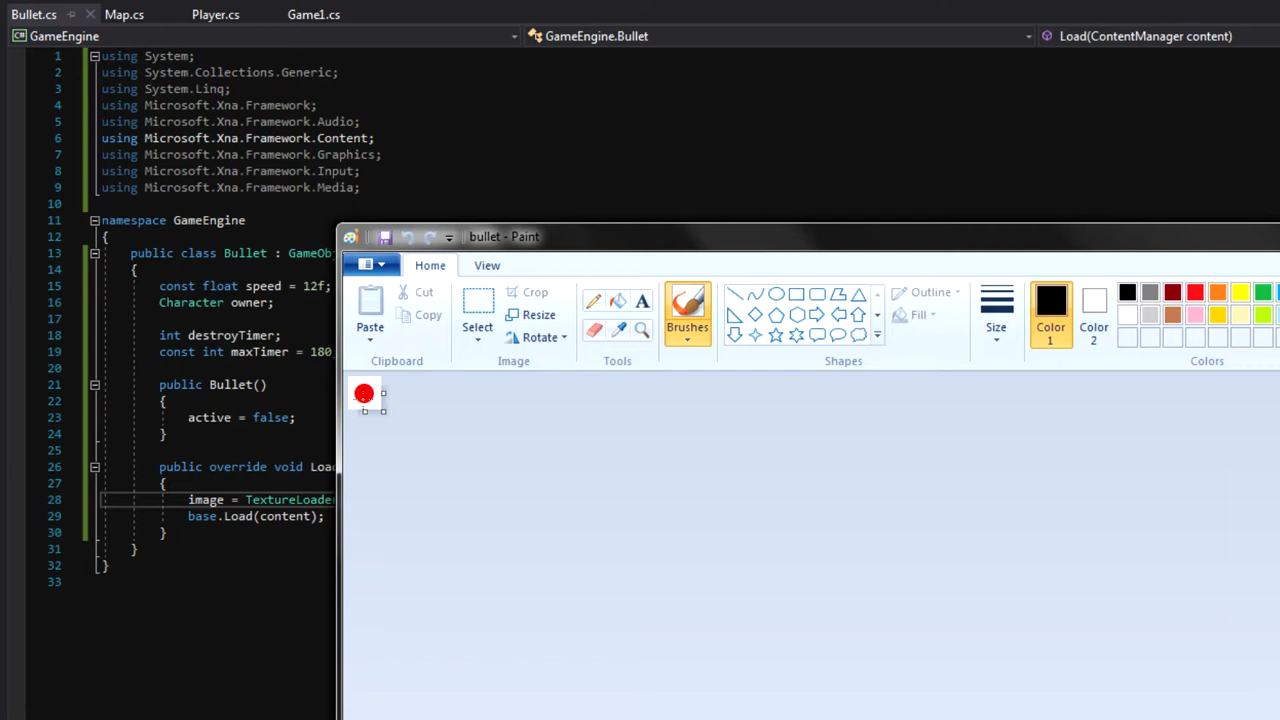 Bullet.cs Map.cs Player.cs Game1.cs
C# GameEngine GameEngine.Bullet Load(ContentManager content)
1 using System;
2 using System.Collections.Generic;
3 using System.Linq;
4 using Microsoft.Xna.Framework;
5 using Microsoft.Xna.Framework.Audio;
6 using Microsoft.Xna.Framework.Content;
7 using Microsoft.Xna.Framework.Graphics;
8 using Microsoft.Xna.Framework.Input;
9 using Microsoft.Xna.Framework.Media;
10
11 namespace GameEngine
12 {
13 public class Bullet : GameOb
14 {
15 const float speed = 12f;
16 Character owner;
17
18 int destroyTimer;
19 const int maxTimer = 180
20
21 public Bullet()
22 {
23 active = false;
24 }
25
26 public override void Loa
27 {
28 image = TextureLoader
29 base.Load(content);
30 }
31 }
32 }
33
bullet - Paint
Home View
Paste Cut Copy
Clipboard
Select Crop Resize Rotate
Image
A
Tools
Brushes
Outline Fill
Shapes
Size
Color 1
Color 2
Colors